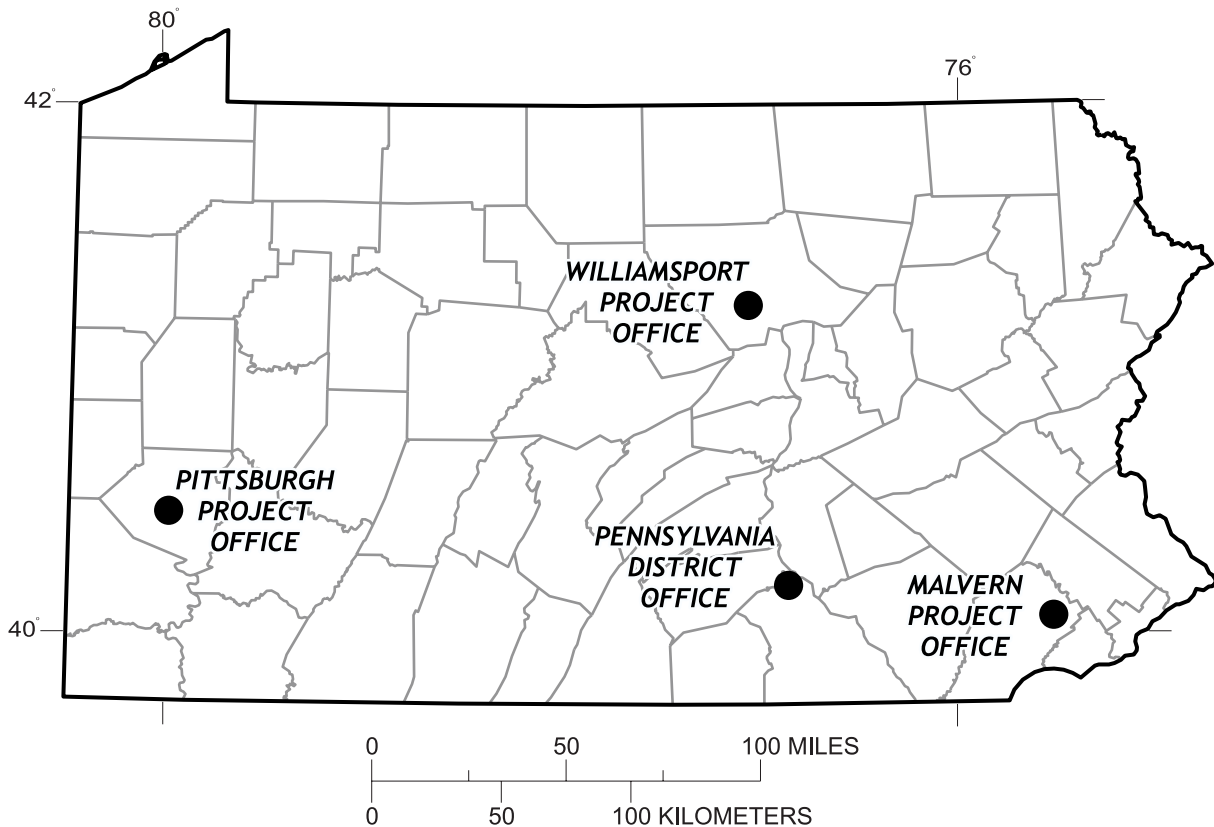 80°
76°
42°
WILLIAMSPORT
PROJECT
OFFICE
PITTSBURGH
PROJECT
OFFICE
PENNSYLVANIA
DISTRICT
OFFICE
MALVERN
PROJECT
OFFICE
40°
0 50 100 MILES
0 50 100 KILOMETERS